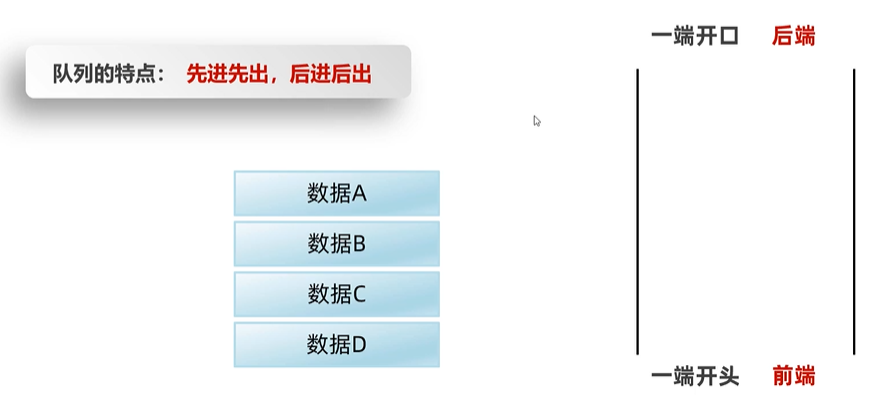 一端开口 后端
队列的特点： 先进先出，后进后出
数据A
数据B
数据C
数据D
一端开头 前端